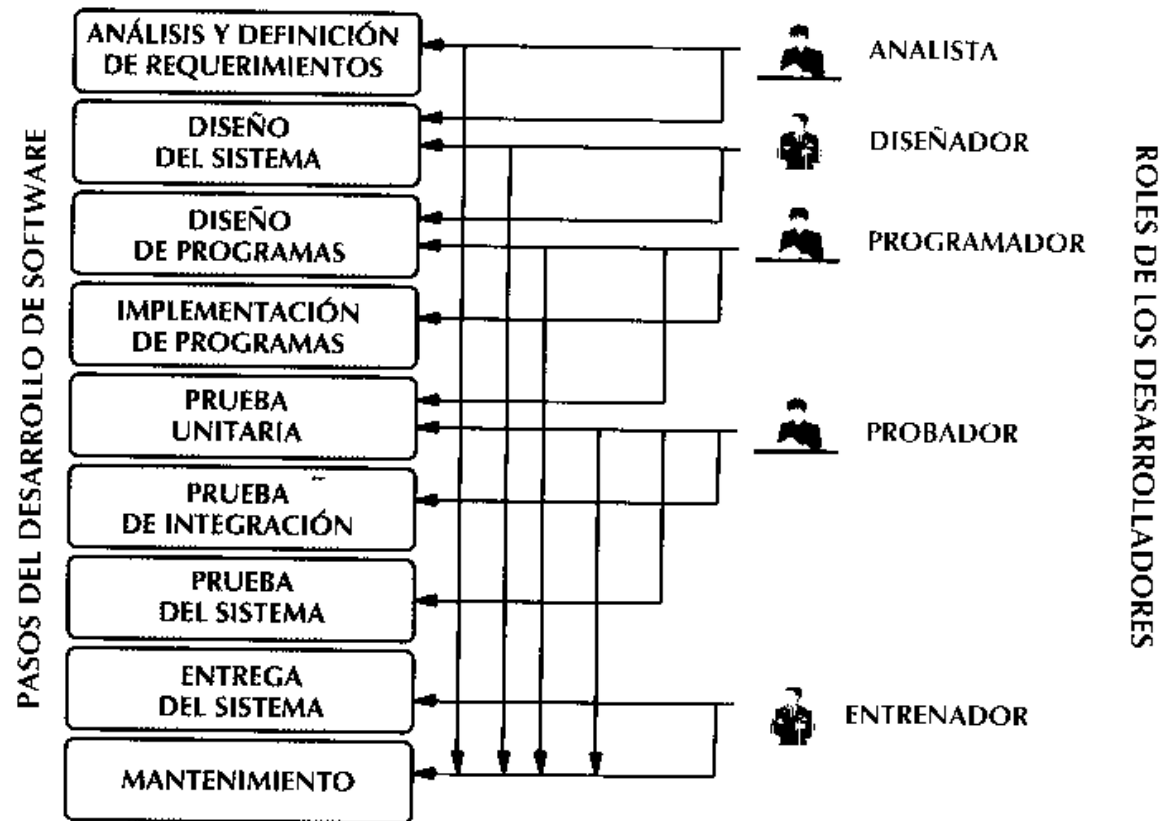 PASOS DEL DESARROLLO DE SOFTWARE
ANÁLISIS Y DEFINICIÓN
DE REQUERIMIENTOS
DISEÑO
DEL SISTEMA
DISEÑO
DE PROGRAMAS
IMPLEMENTACIÓN
DE PROGRAMAS
PRUEBA
UNITARIA
PRUEBA
DE INTEGRACIÓN
PRUEBA
DEL SISTEMA
ENTREGA
DEL SISTEMA
MANTENIMIENTO
ANALISTA
DISEÑADOR
PROGRAMADOR
PROBADOR
ENTRENADOR
ROLES DE LOS DESARROLLADORES